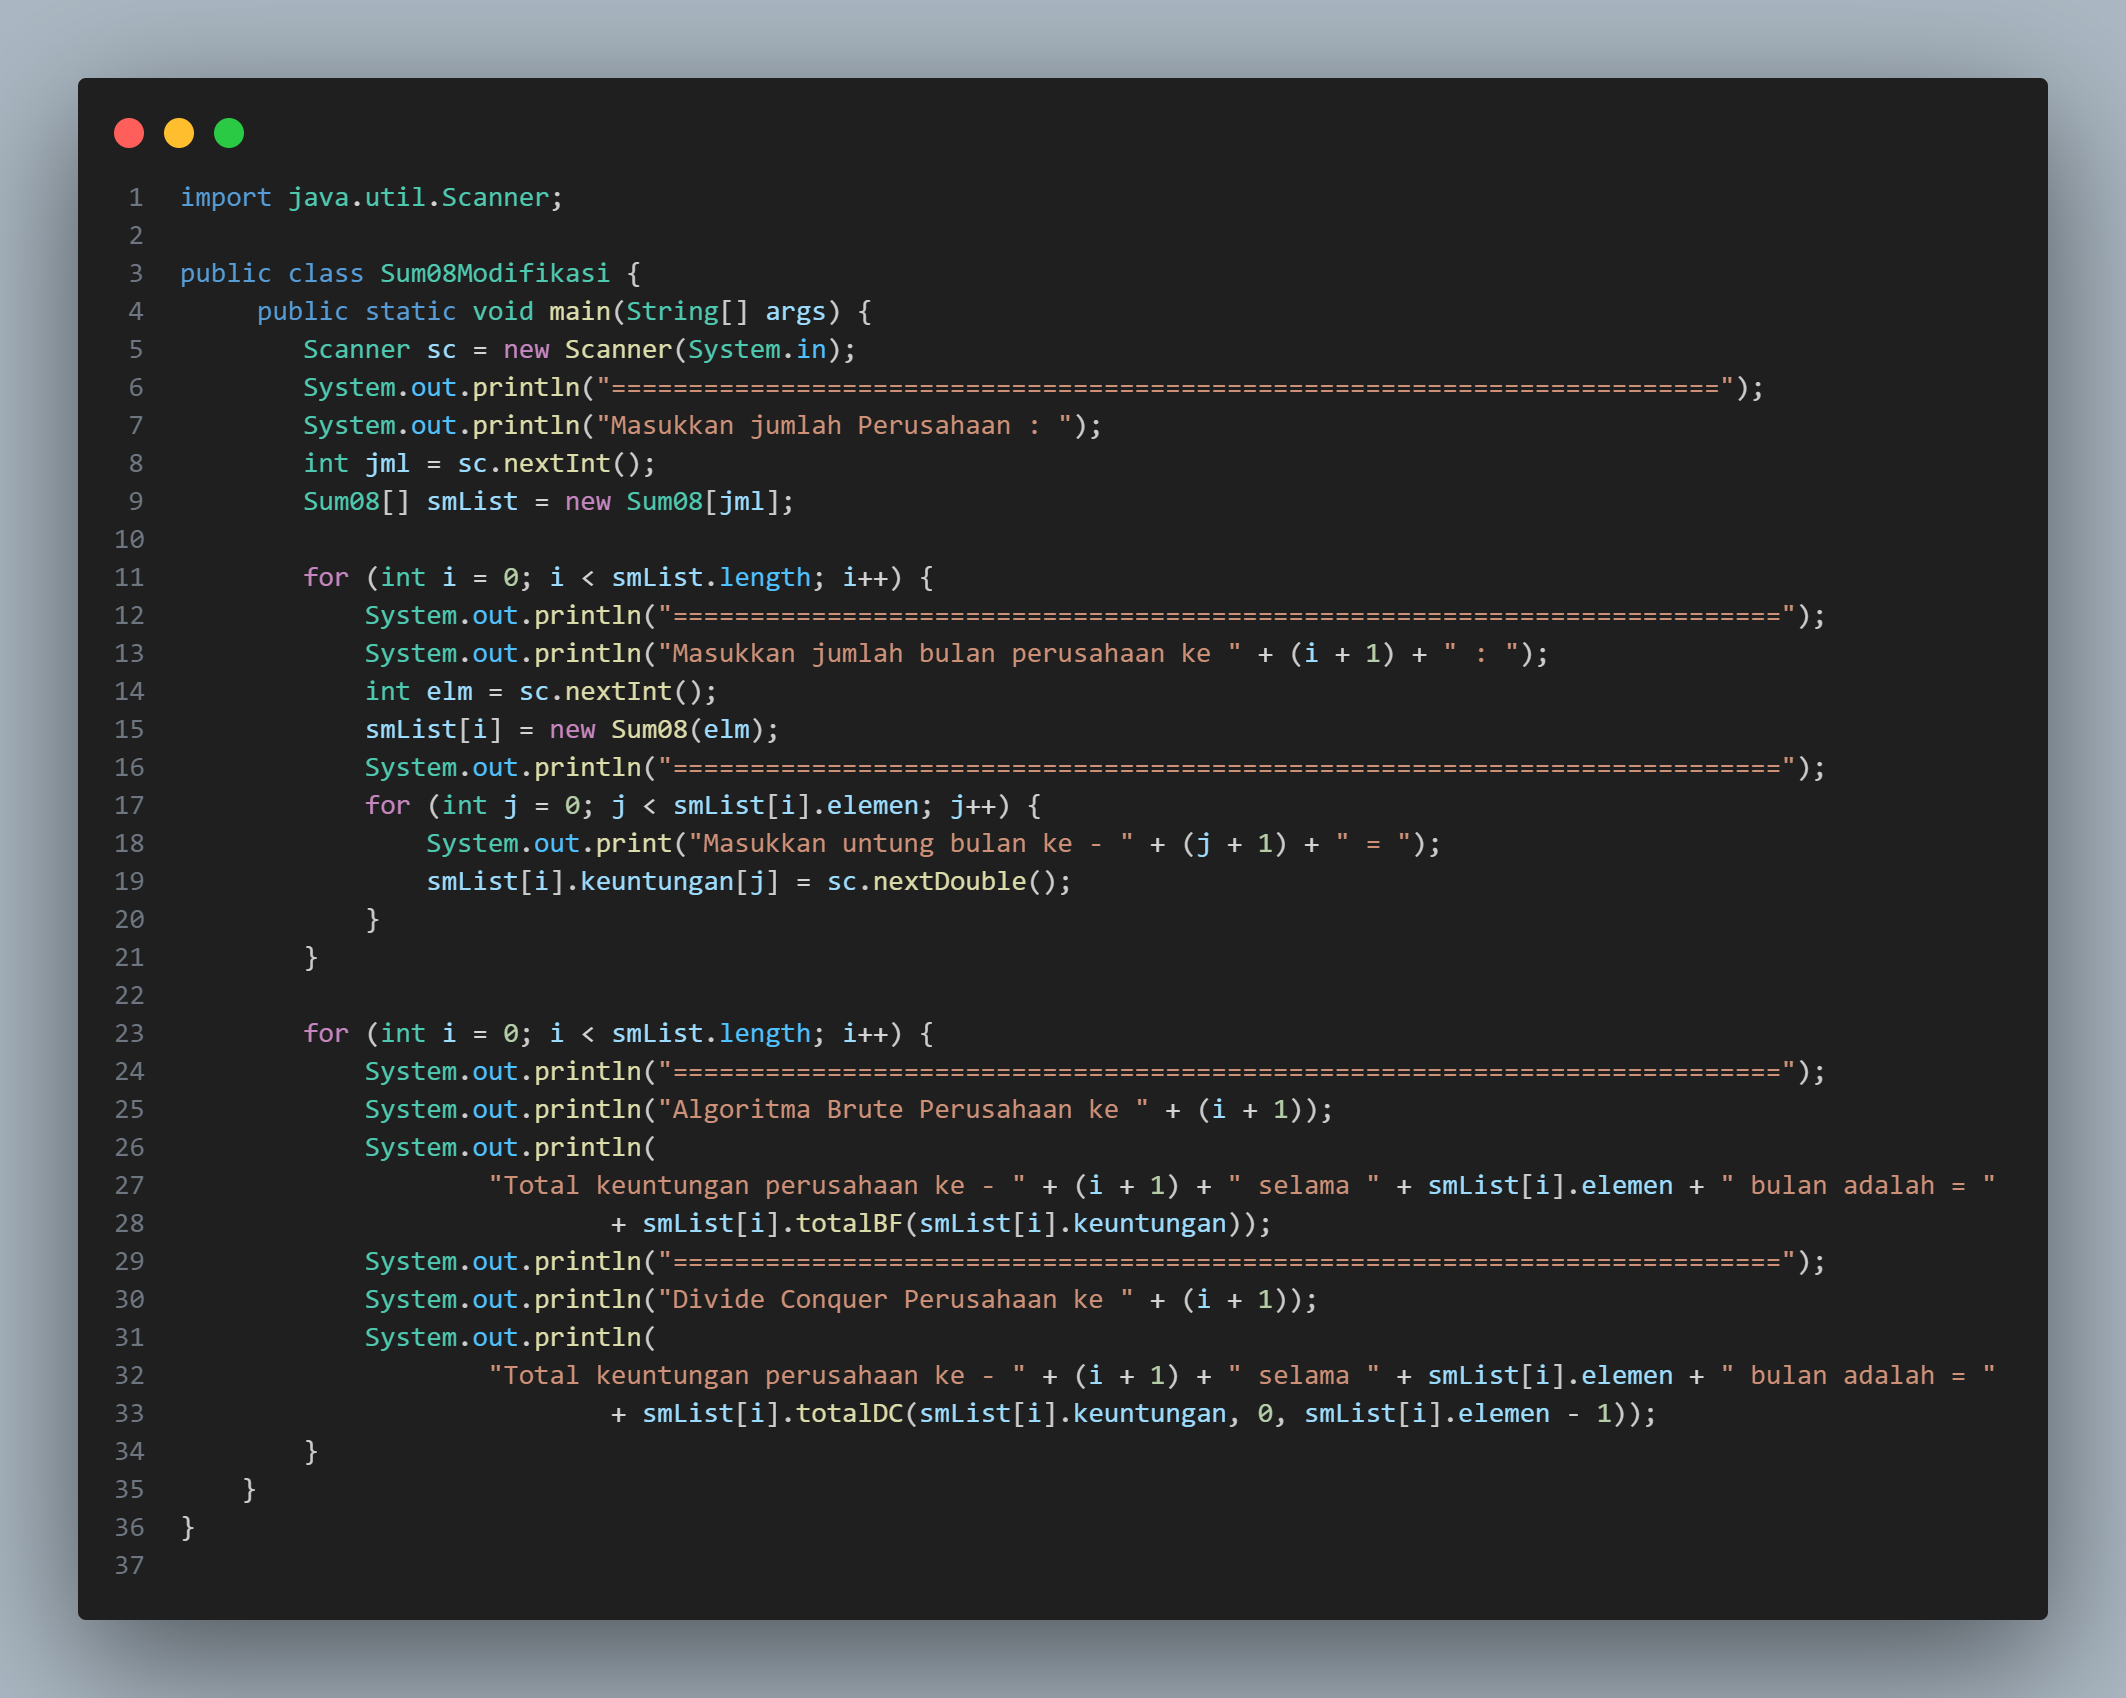 1 import java.util.Scanner;
2
3 public class Sum08Modifikasi {
4     public static void main(String[] args) {
5        Scanner sc = new Scanner(System.in);
6        System.out.println("========================================================================");
7        System.out.println("Masukkan jumlah Perusahaan : ");
8        int jml = sc.nextInt();
9        Sum08[] smList = new Sum08[jml];
10
11        for (int i = 0; i < smList.length; i++) {
12            System.out.println("========================================================================");
13            System.out.println("Masukkan jumlah bulan perusahaan ke " + (i + 1) + " : ");
14            int elm = sc.nextInt();
15            smList[i] = new Sum08(elm);
16            System.out.println("========================================================================");
17            for (int j = 0; j < smList[i].elemen; j++) {
18                System.out.print("Masukkan untung bulan ke - " + (j + 1) + " = ");
19                smList[i].keuntungan[j] = sc.nextDouble();
20            }
21        }
22
23        for (int i = 0; i < smList.length; i++) {
24            System.out.println("========================================================================");
25            System.out.println("Algoritma Brute Perusahaan ke " + (i + 1));
26            System.out.println(
27                    "Total keuntungan perusahaan ke - " + (i + 1) + " selama " + smList[i].elemen + " bulan adalah = "
28                            + smList[i].totalBF(smList[i].keuntungan));
29            System.out.println("========================================================================");
30            System.out.println("Divide Conquer Perusahaan ke " + (i + 1));
31            System.out.println(
32                    "Total keuntungan perusahaan ke - " + (i + 1) + " selama " + smList[i].elemen + " bulan adalah = "
33                            + smList[i].totalDC(smList[i].keuntungan, 0, smList[i].elemen - 1));
34        }
35    }
36 }
37